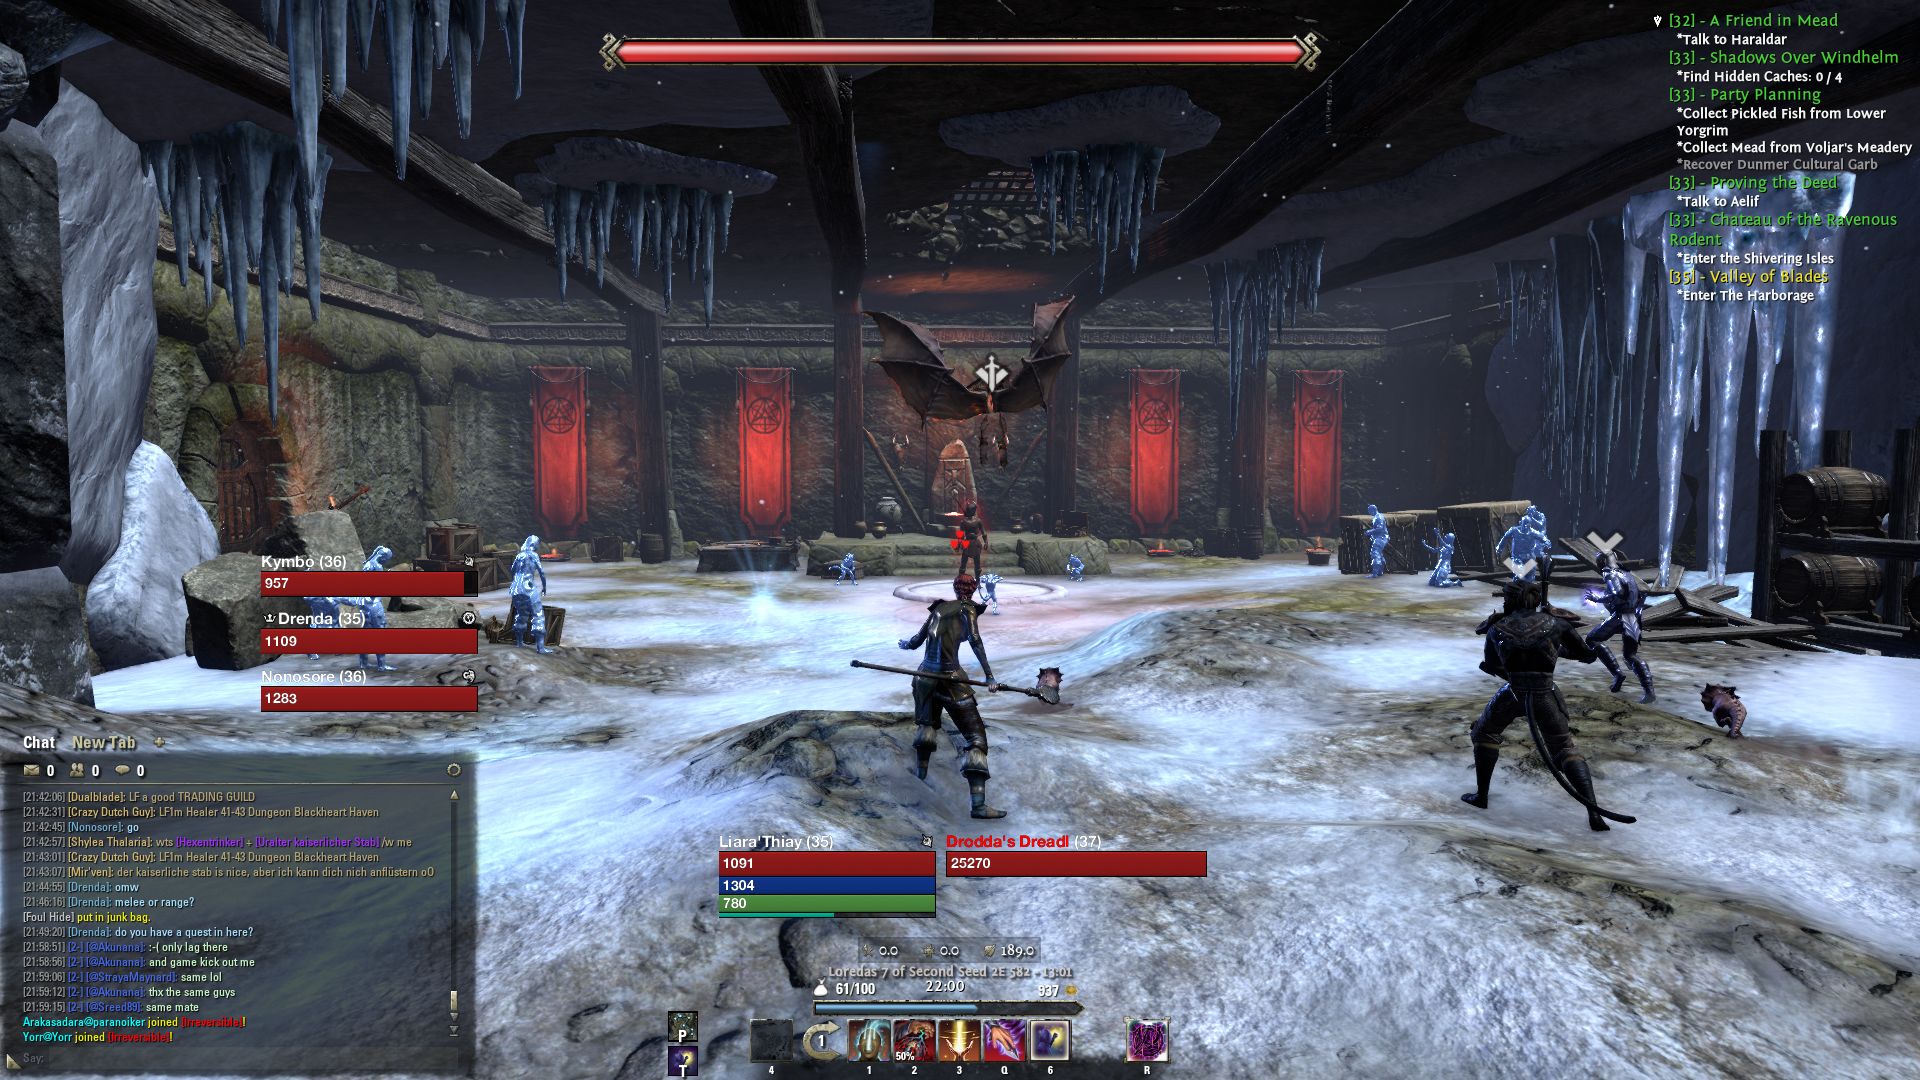 [32] - A Friend in Mead
*Talk to Haraldar
[33] - Shadows Over Windhelm
*Find Hidden Caches: 0 / 4
[33] - Party Planning
*Collect Pickled Fish from Lower
Yorgrim
*Collect Mead from Voljar's Meadery
*Recover Dunmer Cultural Garb
[33] - Proving the Deed
*Talk to Aelif
[33] - Chateau of the Ravenous
Rodent
*Enter the Shivering Isles
[35] - Valley of Blades
*Enter The Harborage
Kymbo (36)
957
Drenda (35)
1109
Nonosore (36)
1283
Chat New Tab +
0 0 0
[21:42:06] [Dualblade]: LF a good TRADING GUILD
[21:42:31] [Crazy Dutch Guy]: LF1m Healer 41-43 Dungeon Blackheart Haven
[21:42:45] [Nonosore]: go
[21:42:57] [Shylea Thalaria]: wts [Hexentrinker] + [Uralter kaiserlicher Stab] /w me
[21:43:01] [Crazy Dutch Guy]: LF1m Healer 41-43 Dungeon Blackheart Haven
[21:43:07] [Mir'ven]: der kaiserliche stab is nice, aber ich kann dich nich anflüstern oO
[21:44:55] [Drenda]: omw
[21:46:16] [Drenda]: melee or range?
[Foul Hide] put in junk bag.
[21:49:20] [Drenda]: do you have a quest in here?
[21:58:51] [2-] [@Akunana]: :-( only lag there
[21:58:56] [2-] [@Akunana]: and game kick out me
[21:59:06] [2-] [@StrayaMaynard]: same lol
[21:59:12] [2-] [@Akunana]: thx the same guys
[21:59:15] [2-] [@Sreed89]: same mate
Arakasadara@paranoiker joined [Irreversible]!
Yorr@Yorr joined [Irreversible]!
Say:
Liara'Thiay (35)
1091
1304
780
Drodda's Dreadl (37)
25270
0.0 0.0 189.0
Loredas 7 of Second Seed 2E 582 - 13:01
61/100 22:00 937
P
T
1
50%
4 1 2 3 Q 6 R